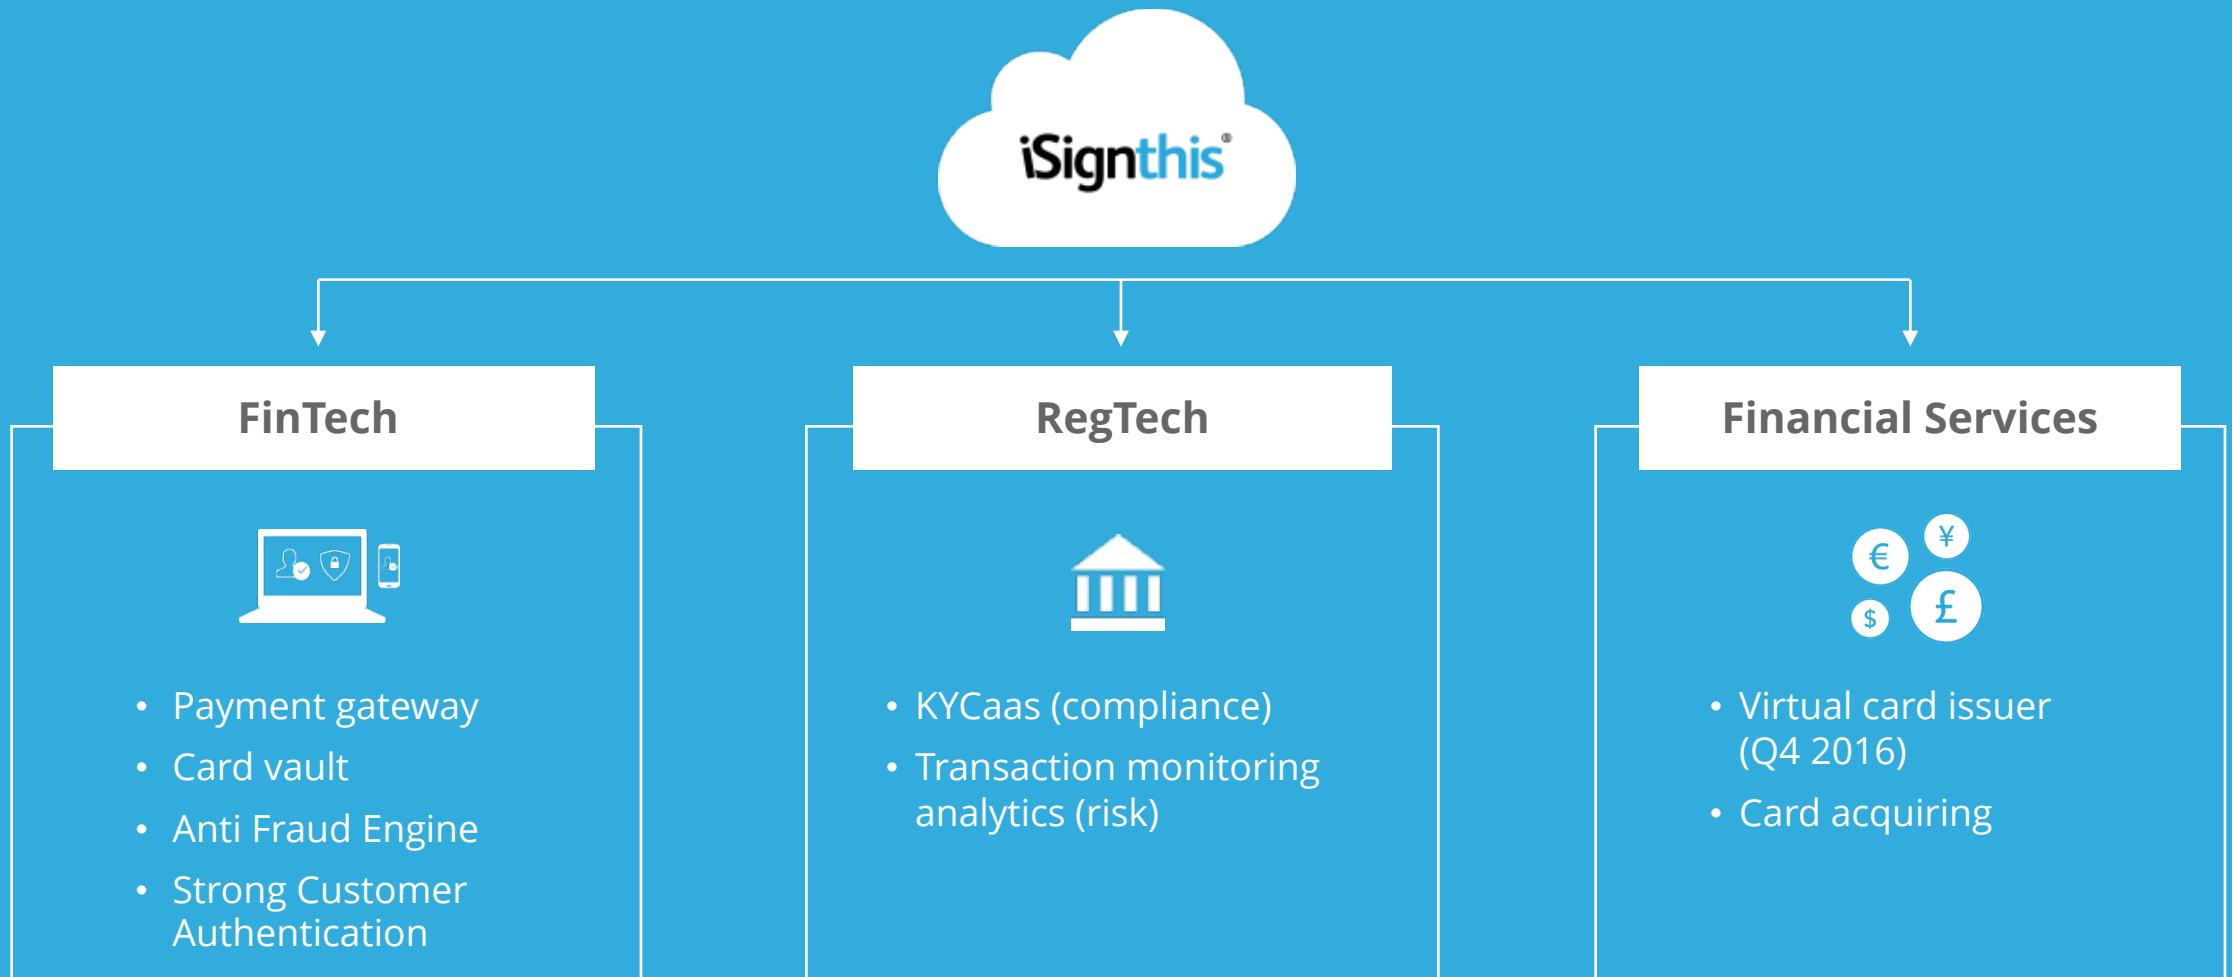 iSignthis®
FinTech
RegTech
Financial Services
€
¥
$
£
• Payment gateway
• Card vault
• Anti Fraud Engine
• Strong Customer
Authentication
• KYCaas (compliance)
• Transaction monitoring
analytics (risk)
• Virtual card issuer
(Q4 2016)
• Card acquiring